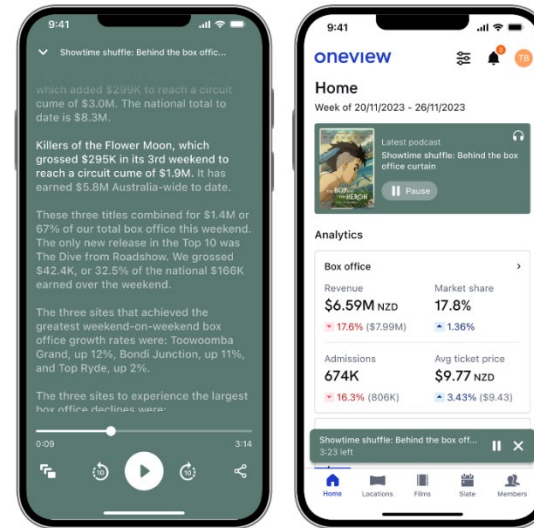 9:41
Showtime shuffle: Behind the box offic...
which added $299K to reach a circuit
cume of $3.0M. The national total to
date is $8.3M.
Killers of the Flower Moon, which
grossed $295K in its 3rd weekend to
reach a circuit cume of $1.9M. It has
earned $5.8M Australia-wide to date.
These three titles combined for $1.4M or
67% of our total box office this weekend.
The only new release in the Top 10 was
The Dive from Roadshow. We grossed
$42.4K, or 32.5% of the national $166K
earned over the weekend.
The three sites that achieved the
greatest weekend-on-weekend box
office growth rates were: Toowoomba
Grand, up 12%, Bondi Junction, up 11%,
and Top Ryde, up 2%.
The three sites to experience the largest
box office declines were:
0:09 3:14
10 10
9:41
oneview
TB
Home
Week of 20/11/2023 - 26/11/2023
THE BOY AND THE HERON
Latest podcast
Showtime shuffle: Behind the box
office curtain
Pause
Analytics
Box office
Revenue Market share
$6.59M NZD 17.8%
17.6% ($7.99M) 1.36%
Admissions Avg ticket price
674K $9.77 NZD
16.3% (806K) 3.43% ($9.43)
Showtime shuffle: Behind the box off...
3:23 left
Home Locations Films Slate Members